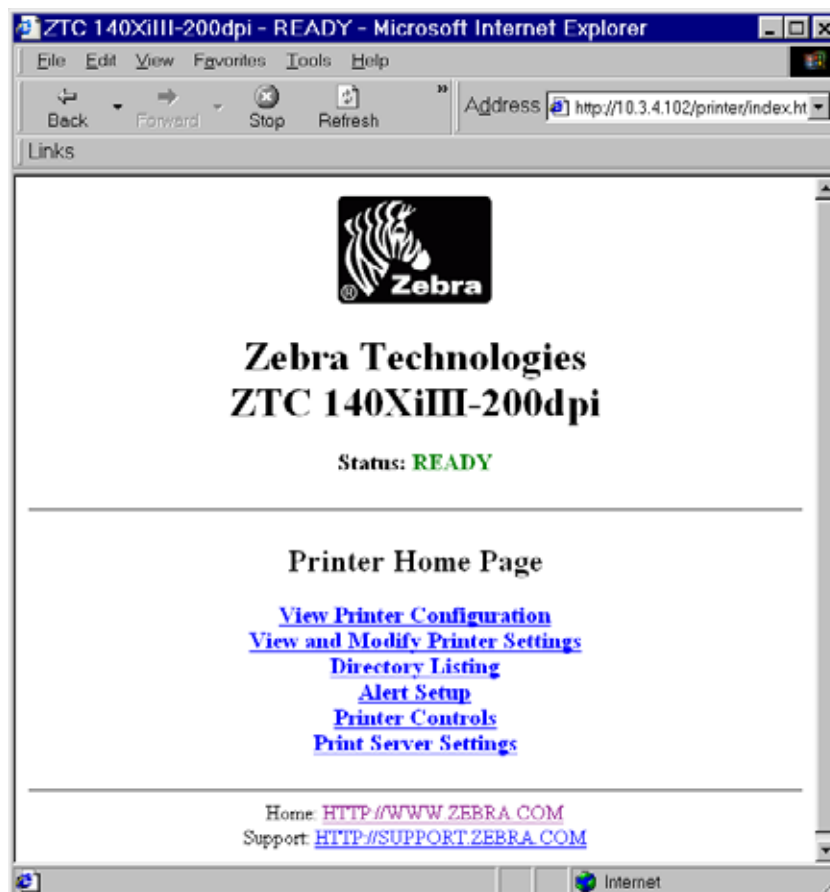 ZTC 140XiIII-200dpi - READY - Microsoft Internet Explorer
File Edit View Favorites Tools Help
Back Forward Stop Refresh » Address http://10.3.4.102/printer/index.ht
Links
® Zebra
Zebra Technologies
ZTC 140XiIII-200dpi
Status: READY
Printer Home Page
View Printer Configuration
View and Modify Printer Settings
Directory Listing
Alert Setup
Printer Controls
Print Server Settings
Home: HTTP://WWW.ZEBRA.COM
Support: HTTP://SUPPORT.ZEBRA.COM
Internet